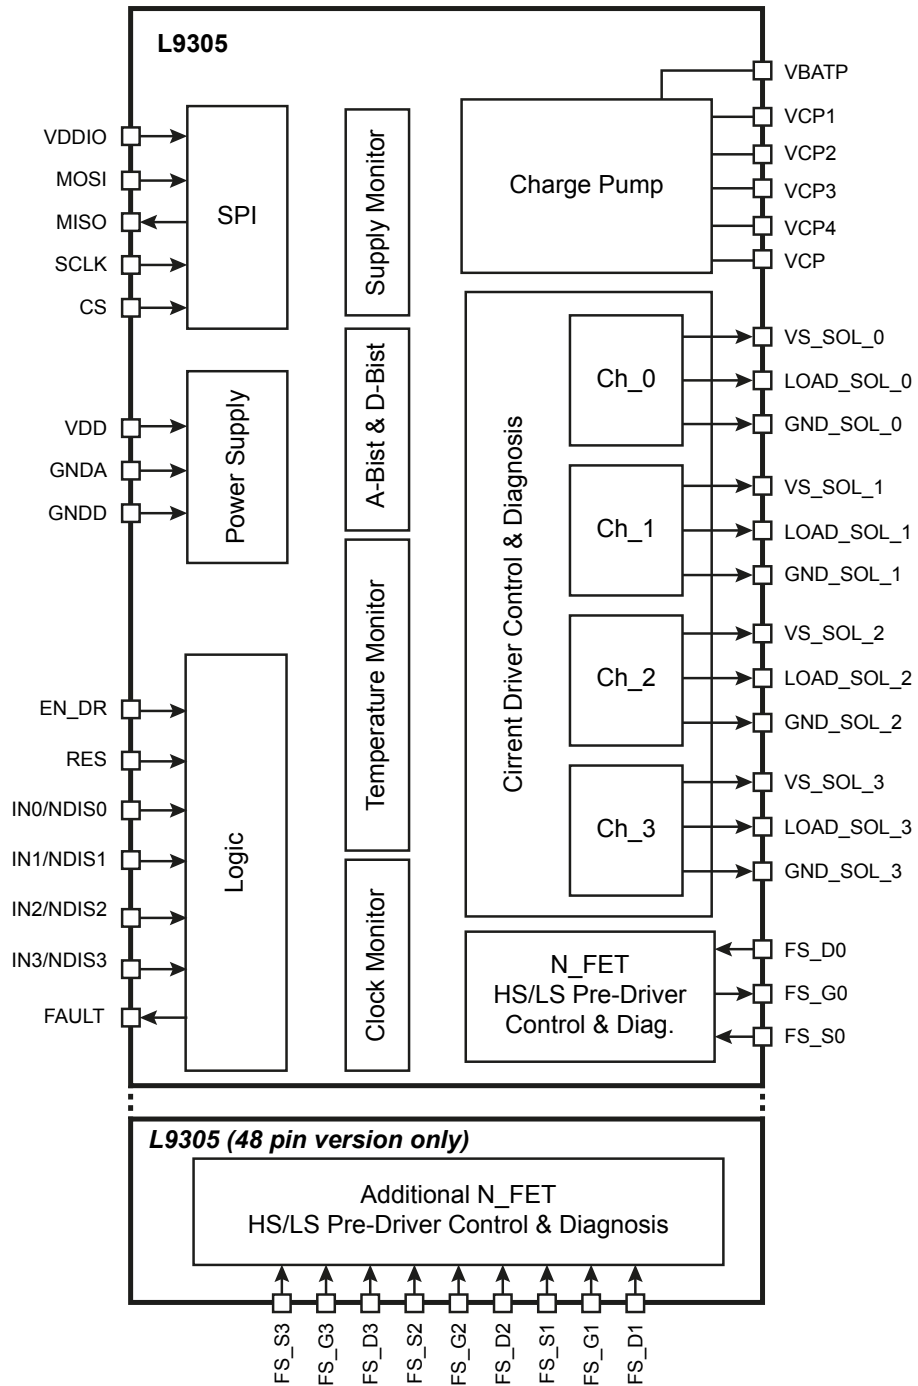 L9305
VDDIO
MOSI
MISO
SCLK
CS
SPI
VDD
GNDA
GNDD
Power Supply
EN_DR
RES
IN0/NDIS0
IN1/NDIS1
IN2/NDIS2
IN3/NDIS3
FAULT
Logic
Supply Monitor
A-Bist & D-Bist
Temperature Monitor
Clock Monitor
Charge Pump
VBATP
VCP1
VCP2
VCP3
VCP4
VCP
Cirrent Driver Control & Diagnosis
Ch_0
VS_SOL_0
LOAD_SOL_0
GND_SOL_0
Ch_1
VS_SOL_1
LOAD_SOL_1
GND_SOL_1
Ch_2
VS_SOL_2
LOAD_SOL_2
GND_SOL_2
Ch_3
VS_SOL_3
LOAD_SOL_3
GND_SOL_3
N_FET
HS/LS Pre-Driver
Control & Diag.
FS_D0
FS_G0
FS_S0
L9305 (48 pin version only)
Additional N_FET
HS/LS Pre-Driver Control & Diagnosis
FS_S3
FS_G3
FS_D3
FS_S2
FS_G2
FS_D2
FS_S1
FS_G1
FS_D1